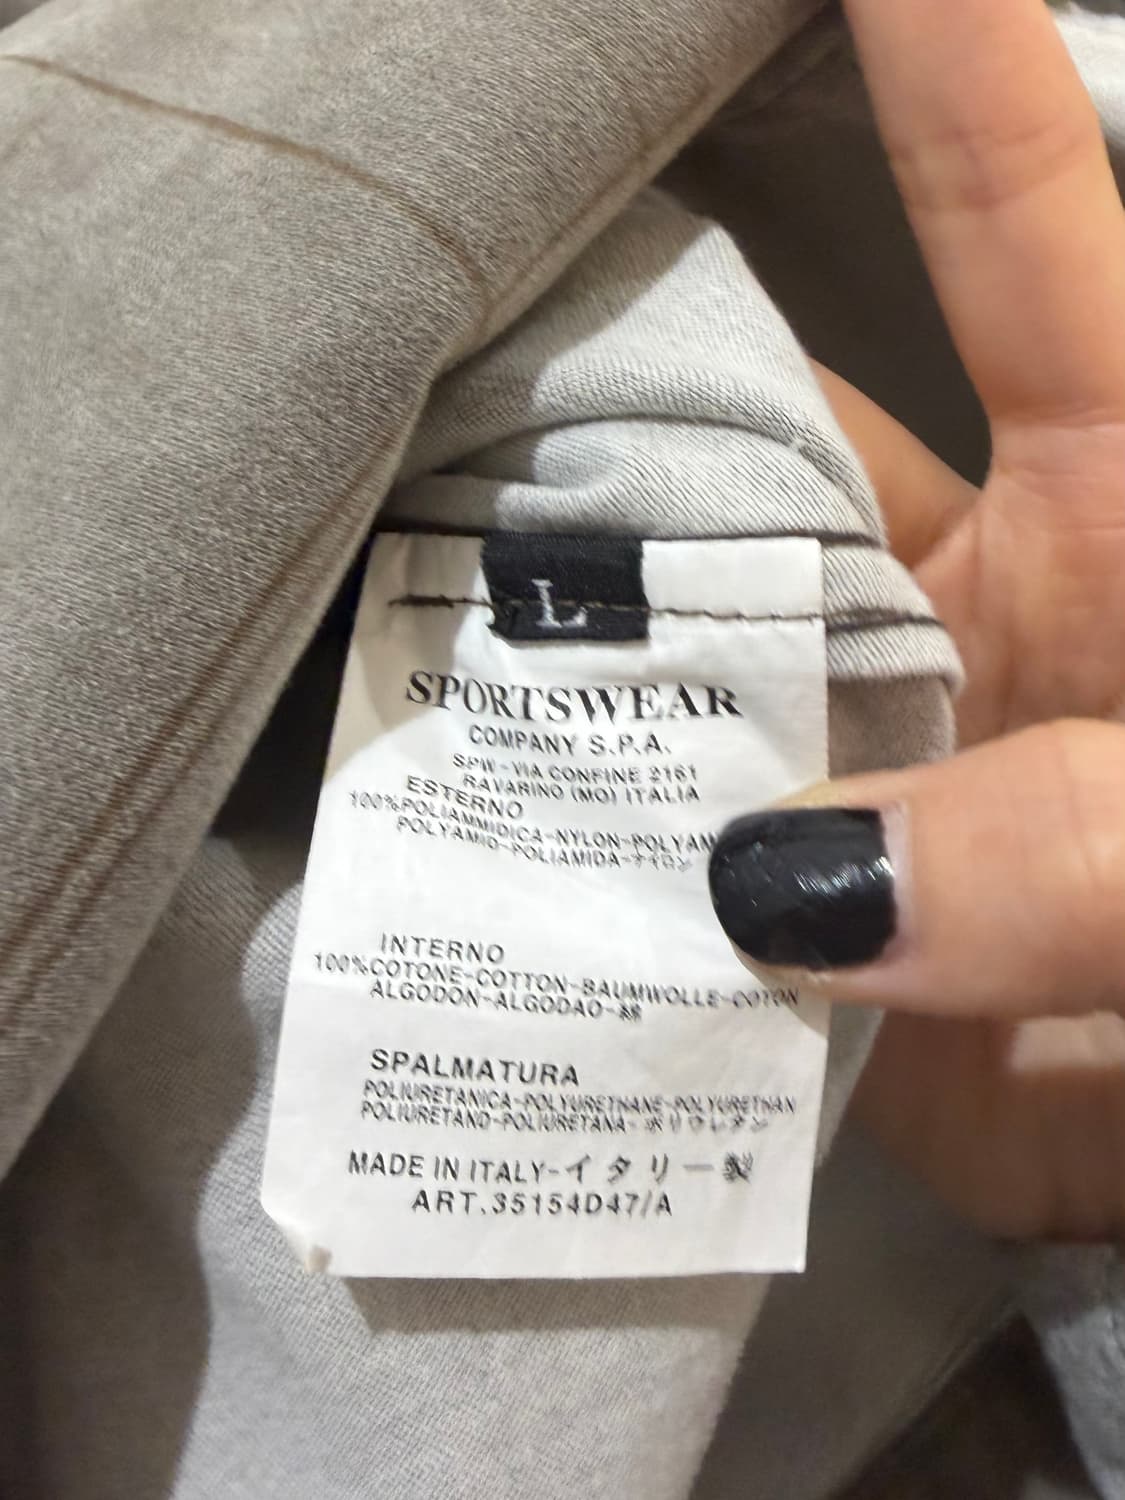 L
SPORTSWEAR
COMPANY S.P.A.
SPW-VIA CONFINE 2161
RAVARINO (MO) ITALIA
ESTERNO
100%POLIAMMIDICA-NYLON-POLYAM
POLYAMID-POLIAMIDA-ナイロン
INTERNO
100%COTONE-COTTON-BAUMWOLLE-COTON
ALGODON-ALGODAO-綿
SPALMATURA
POLIURETANICA-POLYURETHANE-POLYURETHAN
POLIURETAND-POLIURETANA-ポリウレタン
MADE IN ITALY-イタリー製
ART.35154D47/A